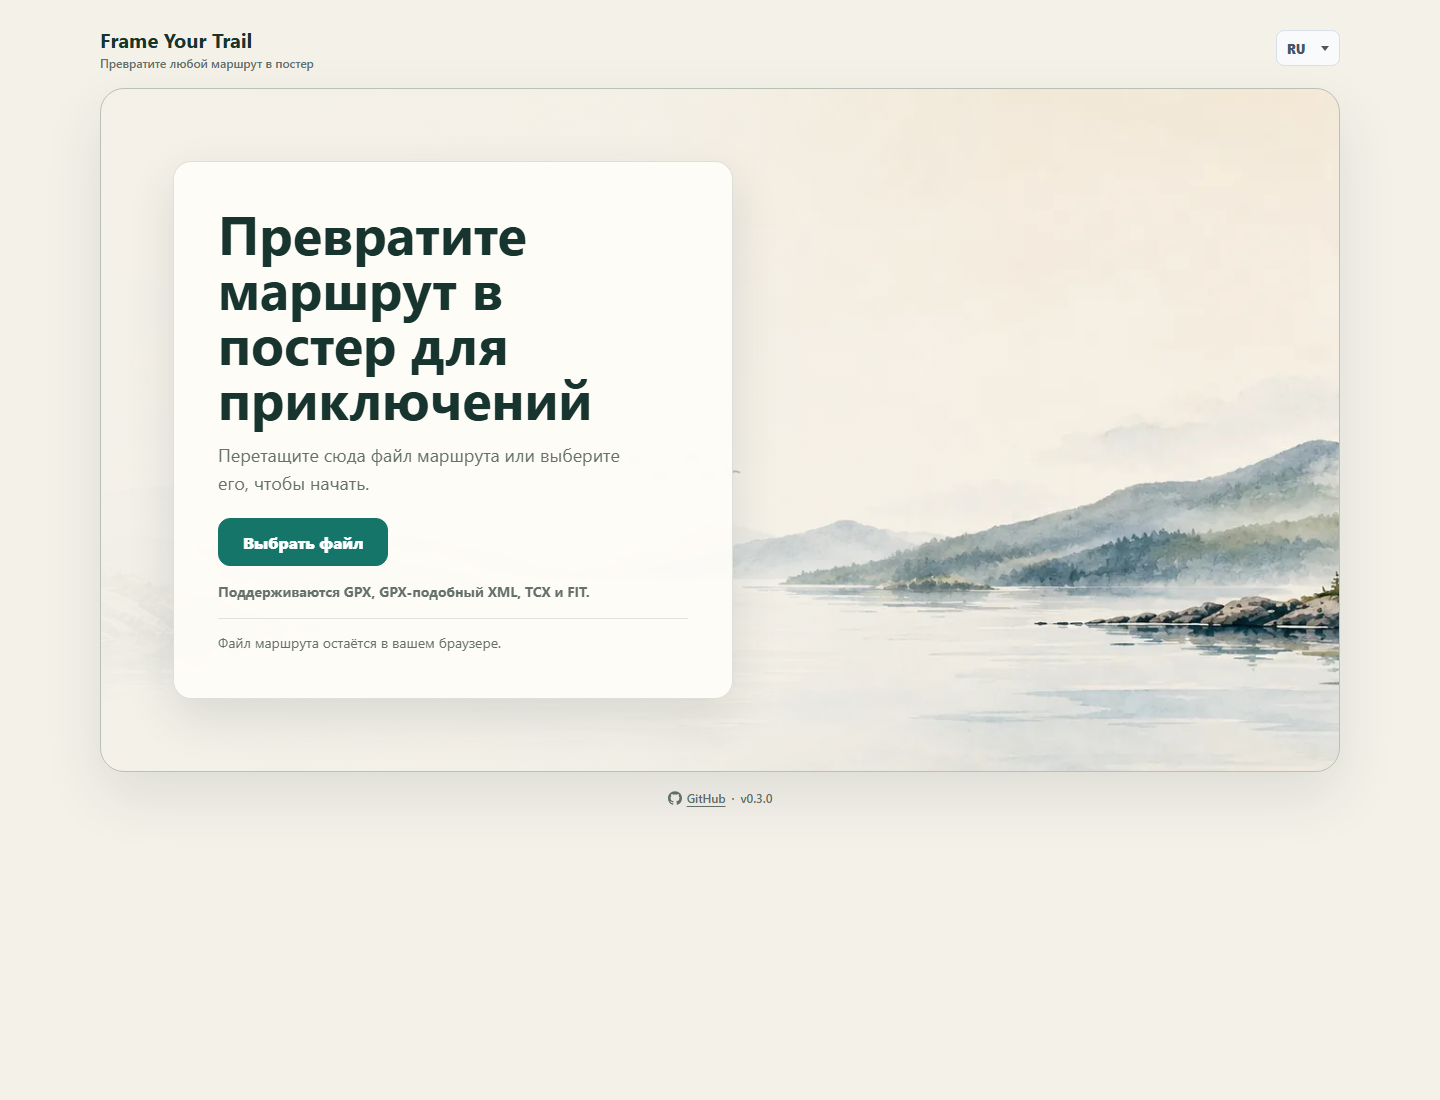 Frame Your Trail
Превратите любой маршрут в постер
RU
Превратите
маршрут в
постер для
приключений
Перетащите сюда файл маршрута или выберите
его, чтобы начать.
Выбрать файл
Поддерживаются GPX, GPX-подобный XML, TCX и FIT.
Файл маршрута остаётся в вашем браузере.
GitHub · v0.3.0